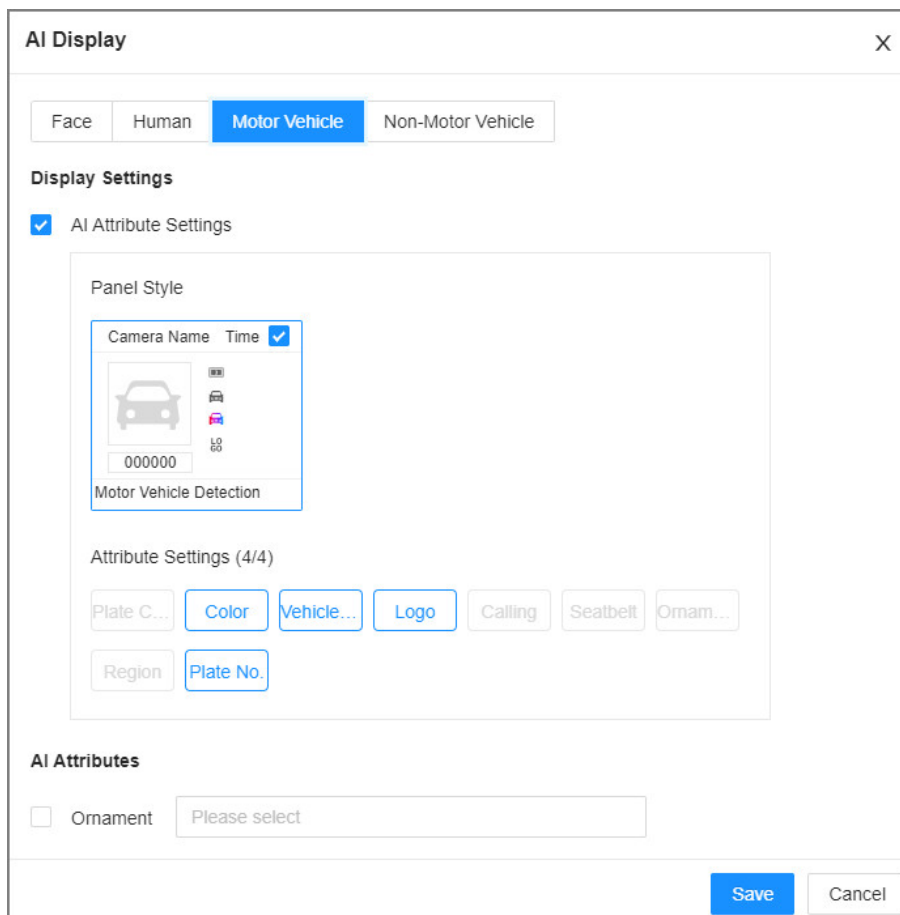 AI Display
X
Face Human Motor Vehicle Non-Motor Vehicle
Display Settings
AI Attribute Settings
Panel Style
Camera Name Time
LO
GO
000000
Motor Vehicle Detection
Attribute Settings (4/4)
Plate C... Color Vehicle... Logo Calling Seatbelt Ornam...
Region Plate No.
AI Attributes
Ornament Please select
Save Cancel